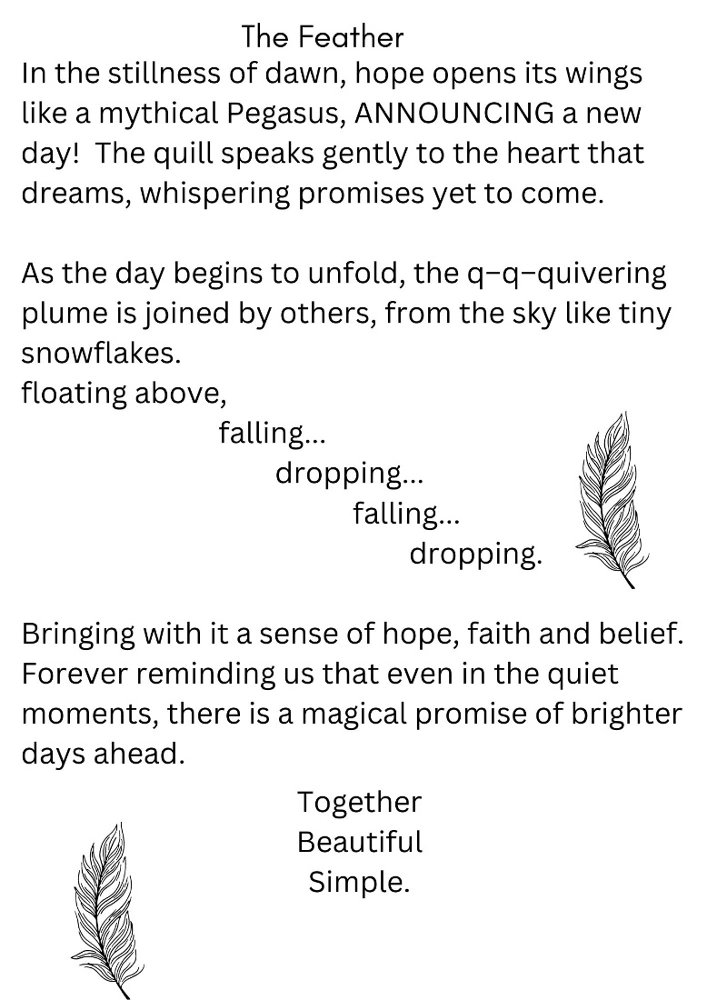 The Feather
In the stillness of dawn, hope opens its wings
like a mythical Pegasus, ANNOUNCING a new
day!  The quill speaks gently to the heart that
dreams, whispering promises yet to come.
As the day begins to unfold, the q–q–quivering
plume is joined by others, from the sky like tiny
snowflakes.
floating above,
falling...
dropping...
falling...
dropping.
Bringing with it a sense of hope, faith and belief.
Forever reminding us that even in the quiet
moments, there is a magical promise of brighter
days ahead.
Together
Beautiful
Simple.